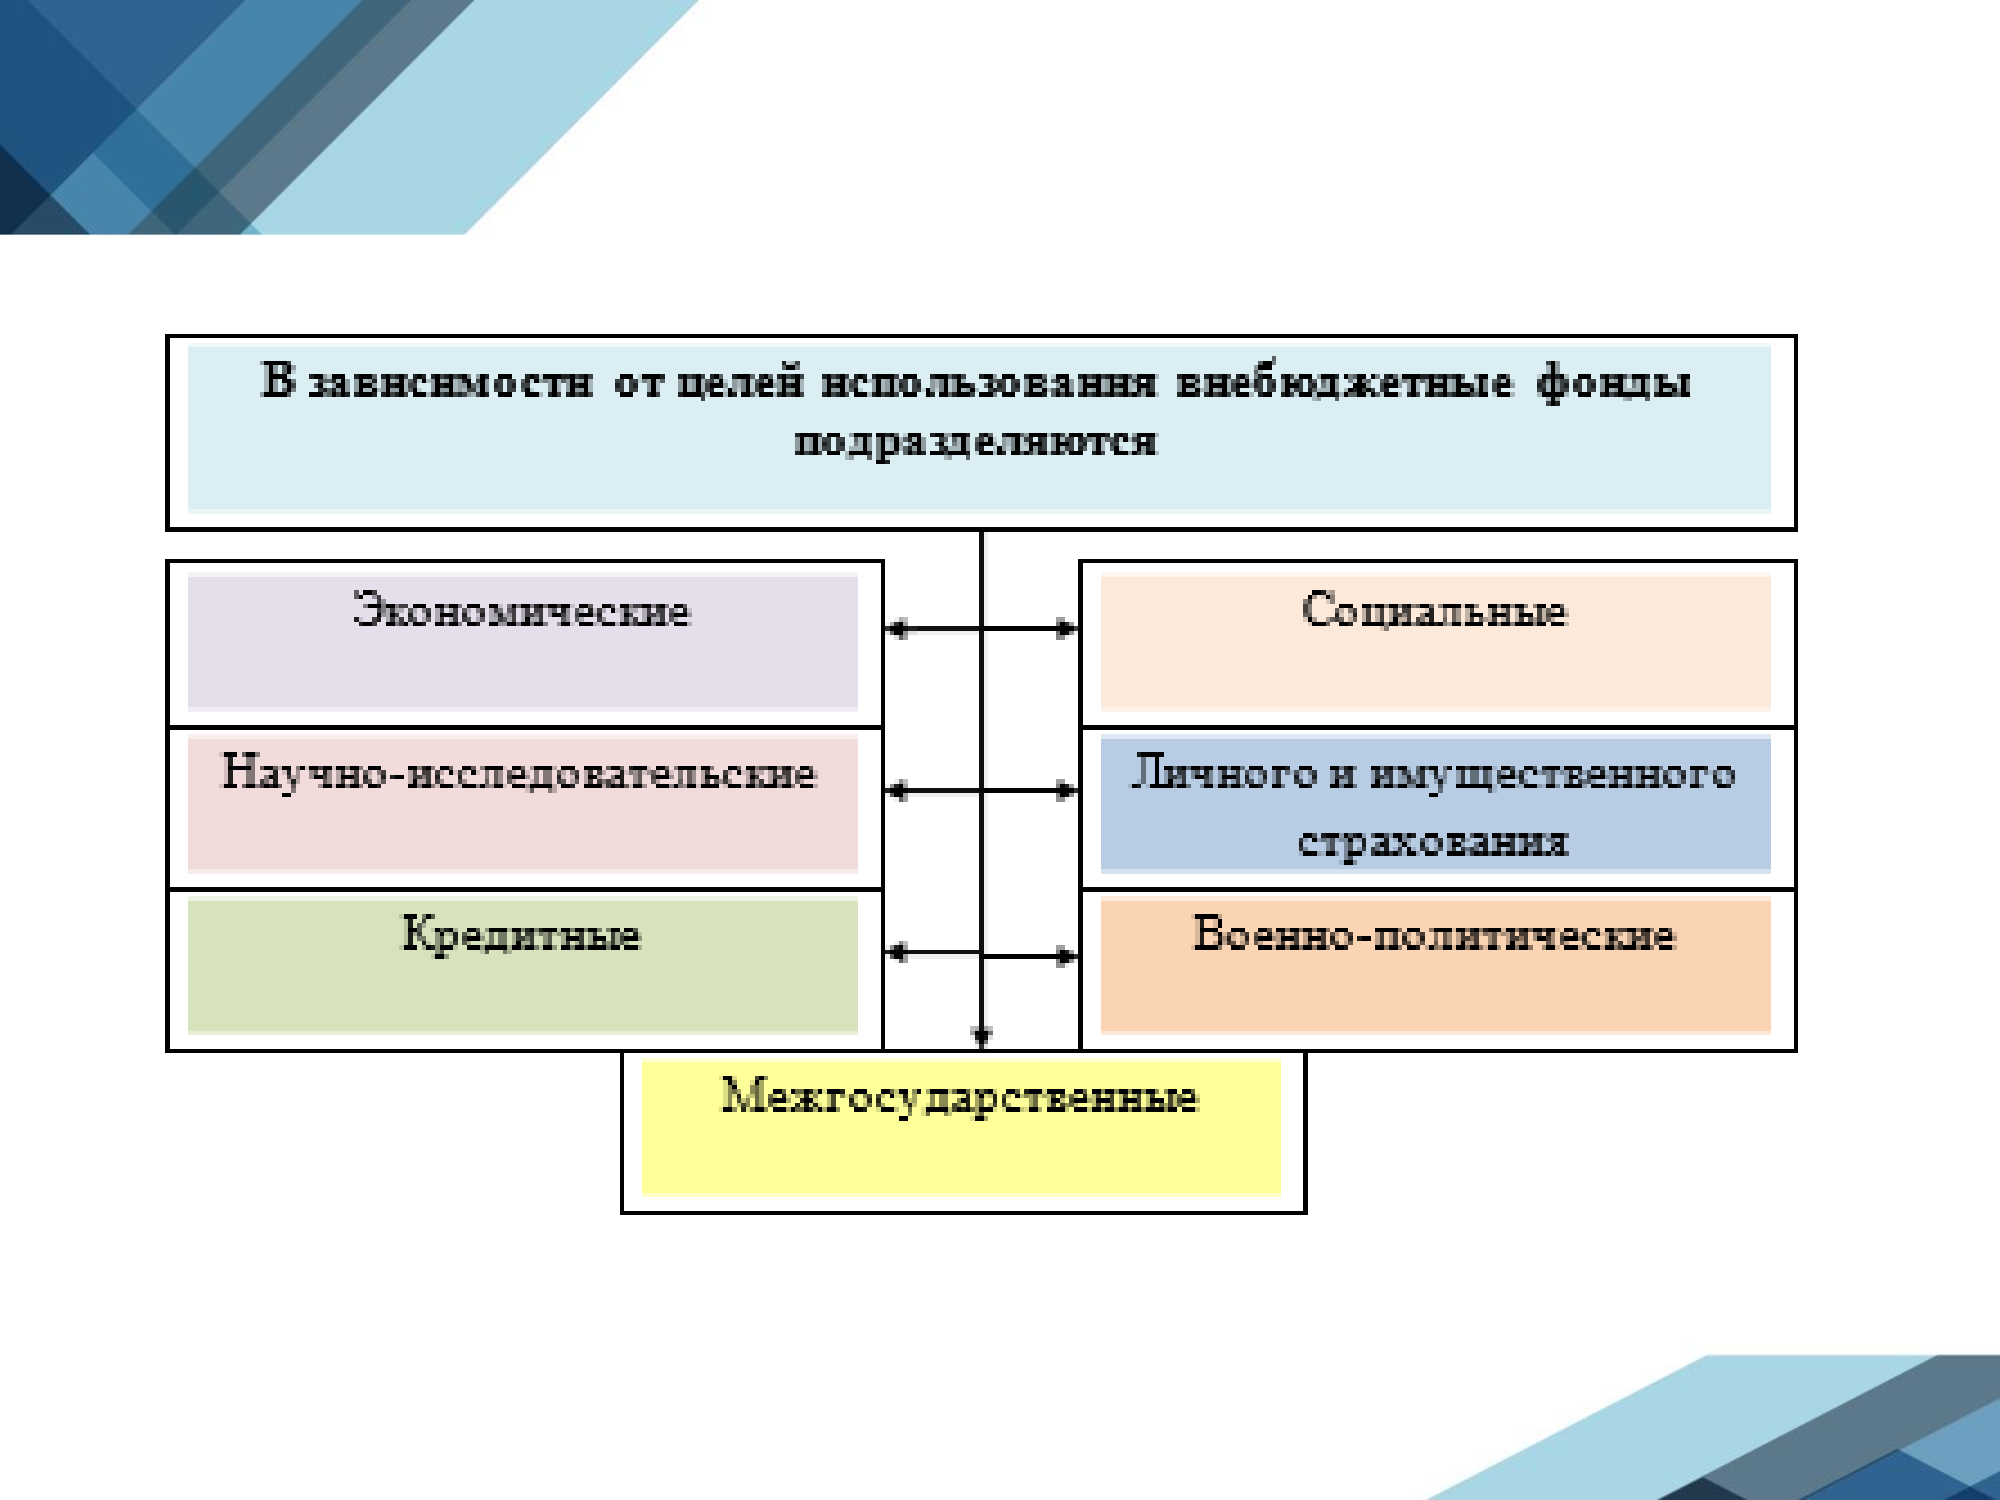 В зависимости от целей использования внебюджетные фонды
подразделяются
Экономические
Социальные
Научно-исследовательские
Личного и имущественного
страхования
Кредитные
Военно-политические
Межгосударственные